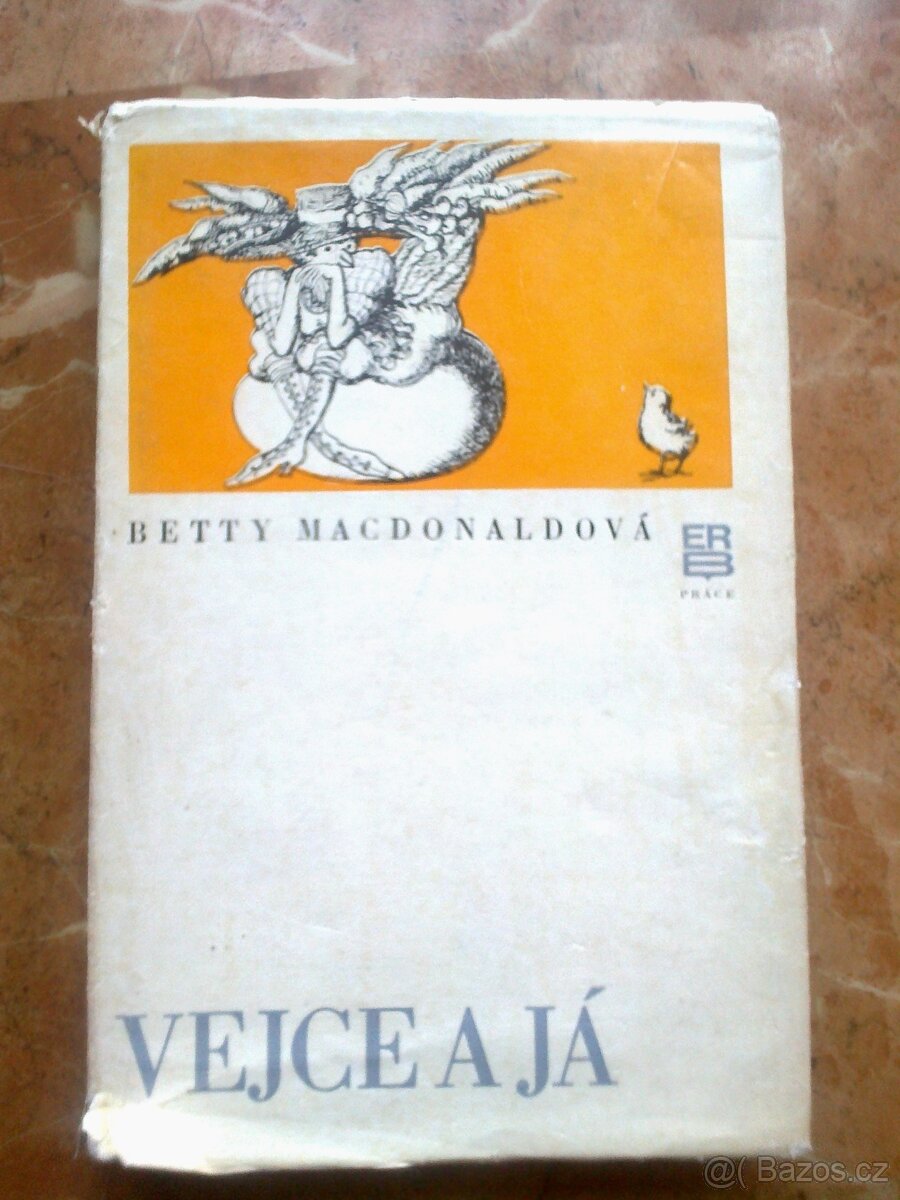 BETTY MACDONALDOVÁ
ERB
PRÁCE
VEJCE A JÁ
@( Bazos.cz